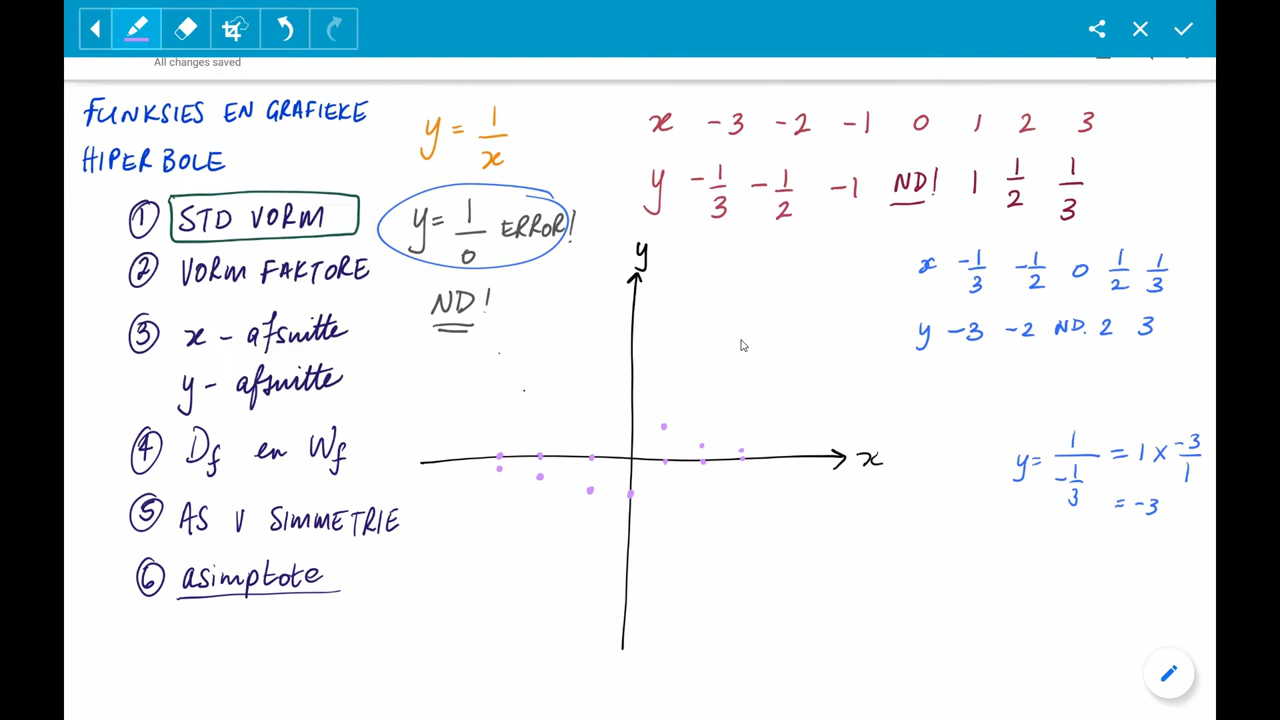 All changes saved
FUNKSIES EN GRAFIEKE
HIPERBOLE
① STD VORM
② VORM FAKTORE
③ x - afsnitte
y - afsnitte
④ Df en Wf
⑤ AS V SIMMETRIE
⑥ asimptote
y = 1/x
y = 1/0 ERROR!
ND!
x -3 -2 -1 0 1 2 3
y -1/3 -1/2 -1 ND! 1 1/2 1/3
x -1/3 -1/2 0 1/2 1/3
y -3 -2 ND. 2 3
y
x
y = 1/(-1/3) = 1 × -3/1
= -3